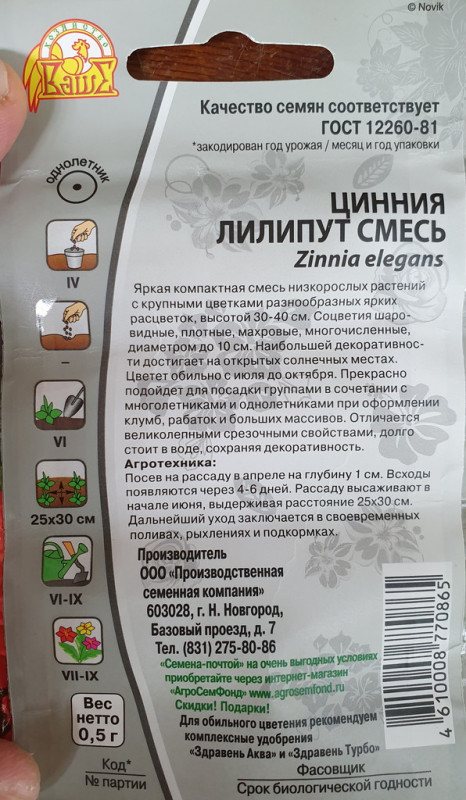 © Novik
ХОЗЯЙСТВО
ВАШЕ
Качество семян соответствует
ГОСТ 12260-81
*закодирован год урожая / месяц и год упаковки
однолетник
ЦИННИЯ
ЛИЛИПУТ СМЕСЬ
Zinnia elegans
IV
–
VI
25х30 см
VI-IX
VII-IX
Яркая компактная смесь низкорослых растений
с крупными цветками разнообразных ярких
расцветок, высотой 30-40 см. Соцветия шаро-
видные, плотные, махровые, многочисленные,
диаметром до 10 см. Наибольшей декоративнос-
ти достигает на открытых солнечных местах.
Цветет обильно с июля до октября. Прекрасно
подойдет для посадки группами в сочетании с
многолетниками и однолетниками при оформлении
клумб, рабаток и больших массивов. Отличается
великолепными срезочными свойствами, долго
стоит в воде, сохраняя декоративность.
Агротехника:
Посев на рассаду в апреле на глубину 1 см. Всходы
появляются через 4-6 дней. Рассаду высаживают в
начале июня, выдерживая расстояние 25х30 см.
Дальнейший уход заключается в своевременных
поливах, рыхлениях и подкормках.
Производитель
ООО «Производственная
семенная компания»
603028, г. Н. Новгород,
Базовый проезд, д. 7
Тел. (831) 275-80-86
«Семена-почтой» на очень выгодных условиях
приобретайте через интернет-магазин
«АгроСемФонд» www.agrosemfond.ru
Скидки! Подарки!
Для обильного цветения рекомендуем
комплексные удобрения
«Здравень Аква» и «Здравень Турбо»
4 610008 770865
Вес
нетто
0,5 г
Код*
№ партии
Фасовщик
Срок биологической годности